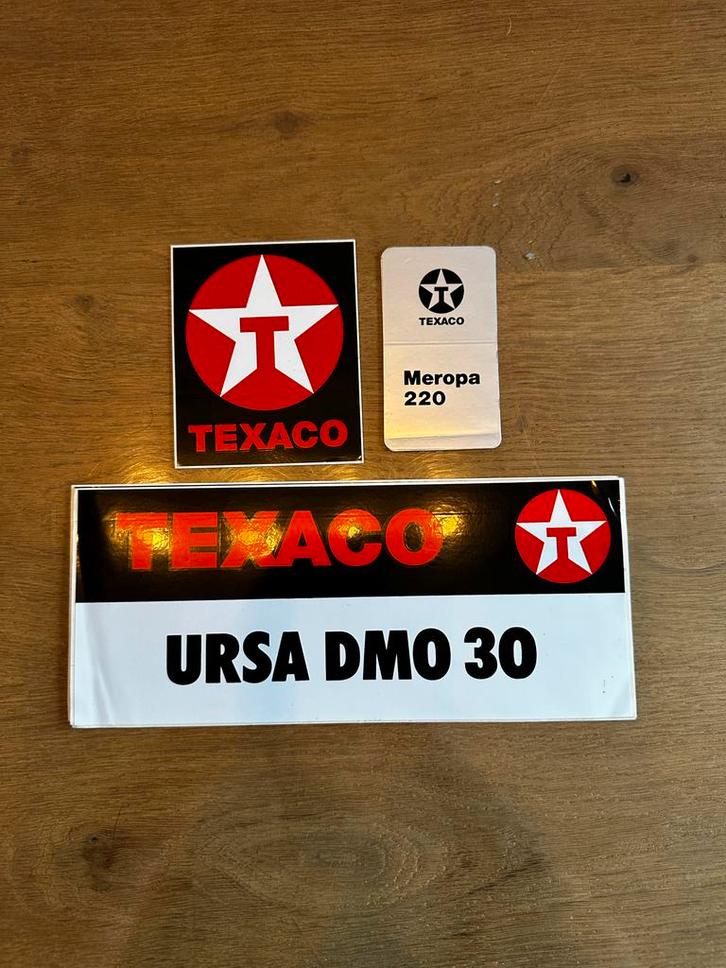 T
TEXACO
T
TEXACO
Meropa
220
TEXACO
T
URSA DMO 30